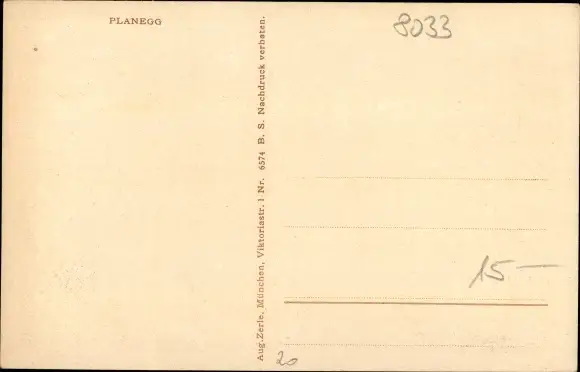 PLANEGG
8033
Aug. Zerle, München, Viktoriastr. 1 Nr. 6574 B. S. Nachdruck verboten.
15 —
20